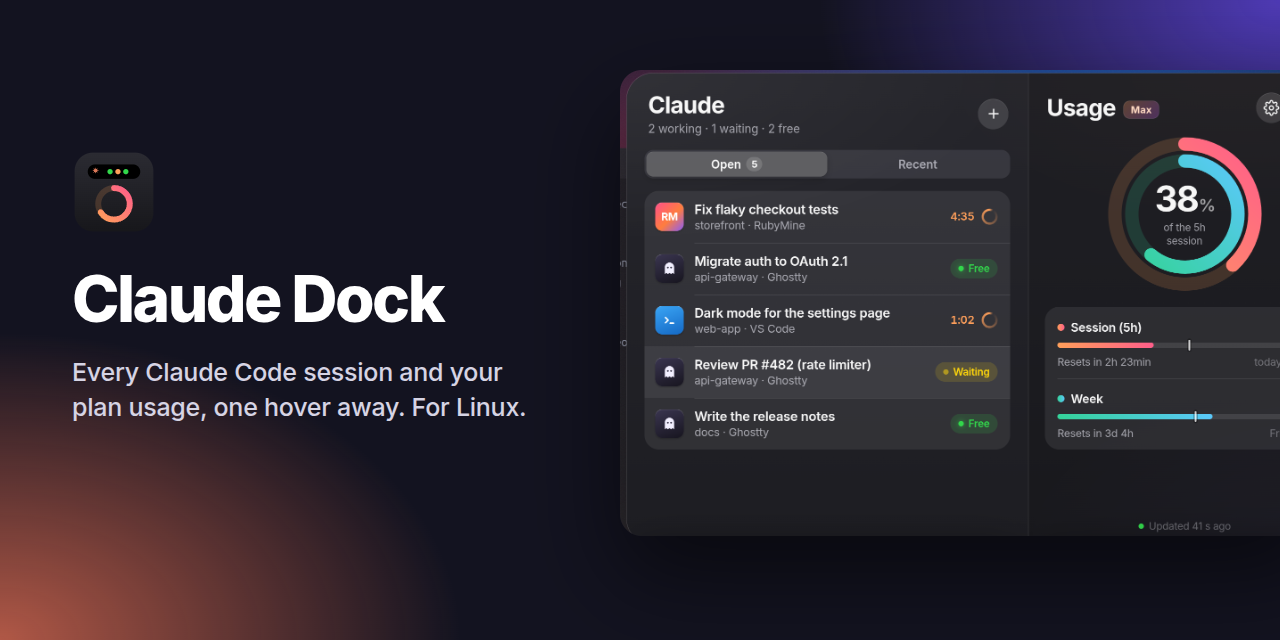 Claude Dock
Every Claude Code session and your
plan usage, one hover away. For Linux.
Claude
2 working · 1 waiting · 2 free
+
Open 5
Recent
RM
Fix flaky checkout tests
storefront · RubyMine
4:35
Migrate auth to OAuth 2.1
api-gateway · Ghostty
Free
>_
Dark mode for the settings page
web-app · VS Code
1:02
Review PR #482 (rate limiter)
api-gateway · Ghostty
Waiting
Write the release notes
docs · Ghostty
Free
Usage Max
38%
of the 5h
session
Session (5h)
Resets in 2h 23min
today
Week
Resets in 3d 4h
Fr
Updated 41 s ago